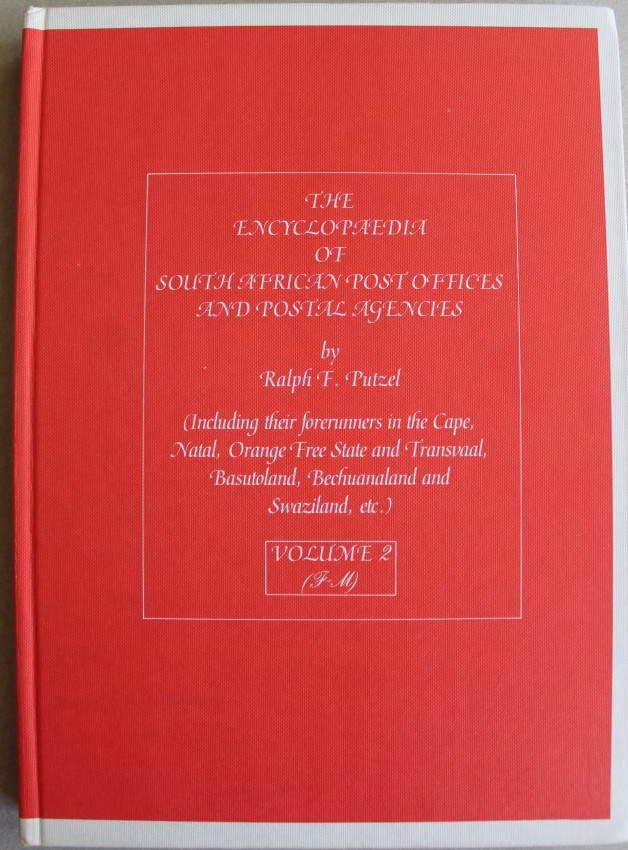 THE
ENCYCLOPAEDIA
OF
SOUTH AFRICAN POST OFFICES
AND POSTAL AGENCIES
by
Ralph F. Putzel
(Including their forerunners in the Cape,
Natal, Orange Free State and Transvaal,
Basutoland, Bechuanaland and
Swaziland, etc.)
VOLUME 2
(F-M)